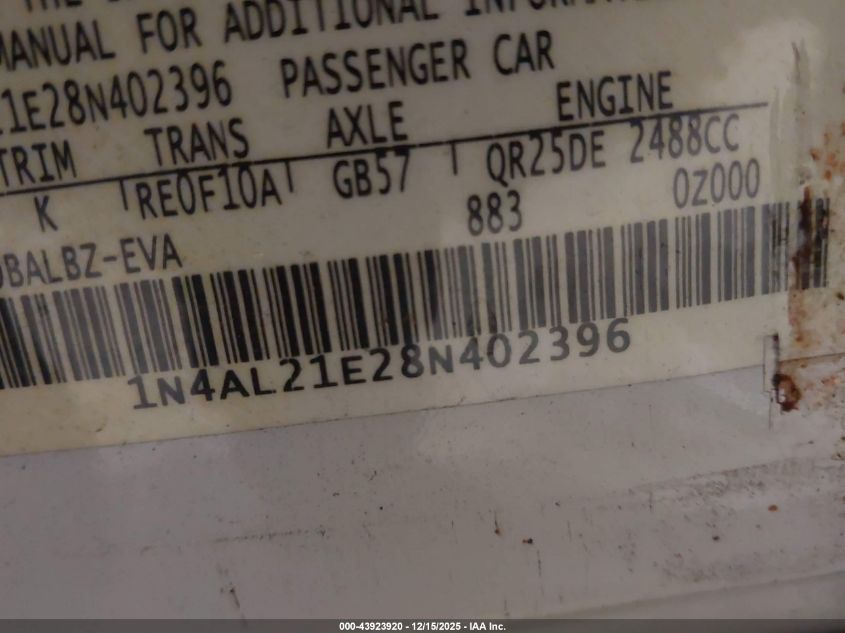 MANUAL FOR ADDITIONAL
1E28N402396 PASSENGER CAR
TRIM TRANS AXLE ENGINE
K RE0F10A GB57 QR25DE 2488CC
883 0Z000
BALBZ-EVA
1N4AL21E28N402396
000-43923920 - 12/15/2025 - IAA Inc.